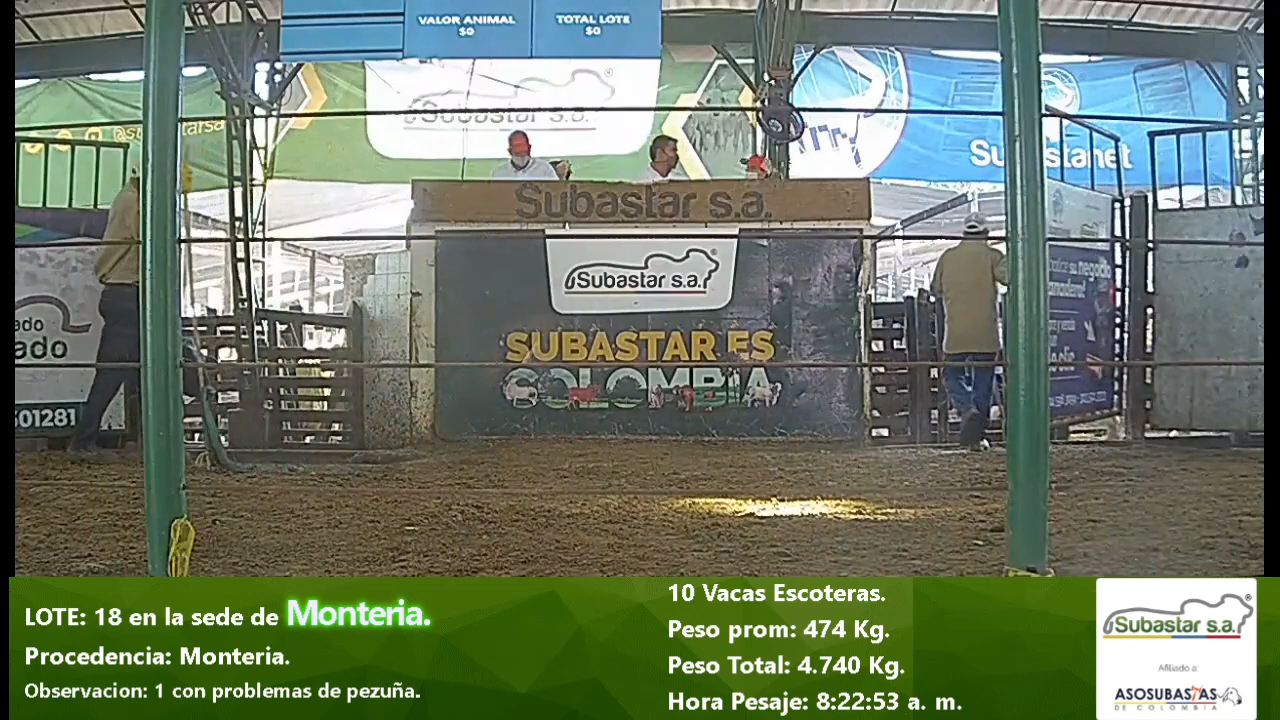 VALOR ANIMAL
$0
TOTAL LOTE
$0
Subastar s.a.
Subastar s.a.
Subastar s.a.
SUBASTAR ES
COLOMBIA
negocio
501281
LOTE: 18 en la sede de Monteria.
Procedencia: Monteria.
Observacion: 1 con problemas de pezuña.
10 Vacas Escoteras.
Peso prom: 474 Kg.
Peso Total: 4.740 Kg.
Hora Pesaje: 8:22:53 a. m.
Subastar s.a.
Afiliado a:
ASOSUBASTAS
DE COLOMBIA